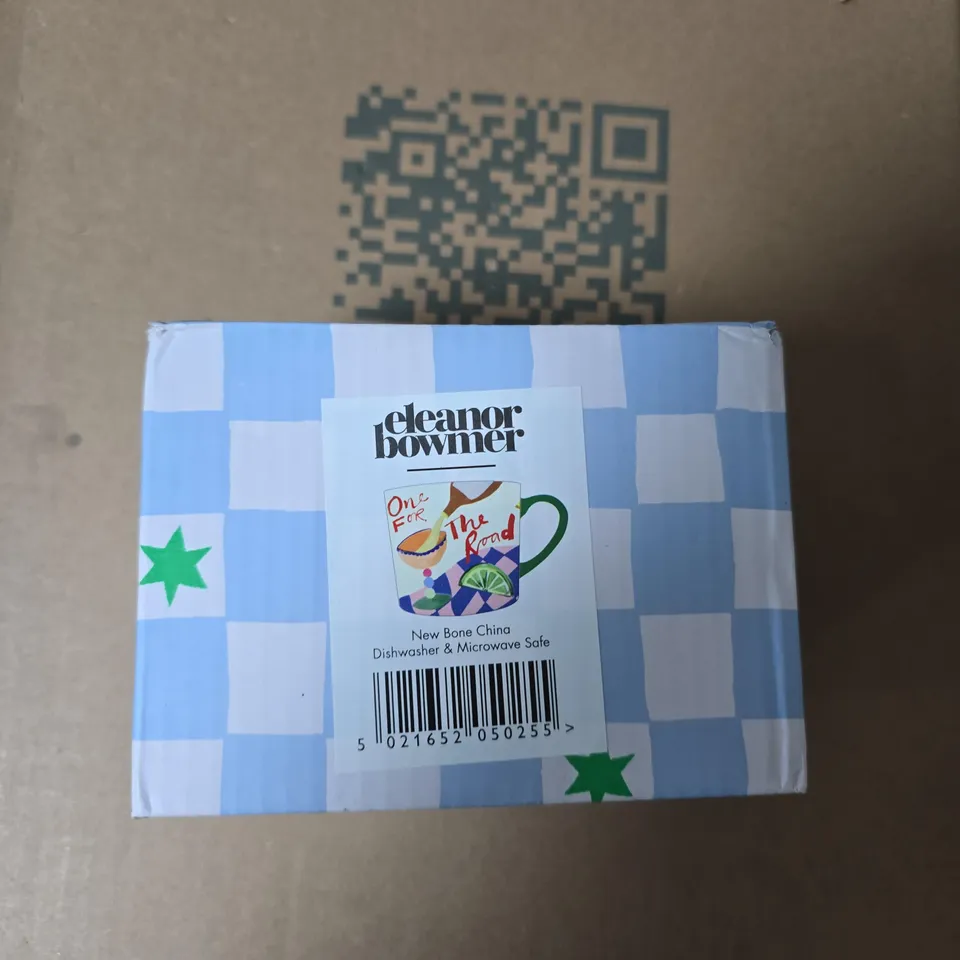 eleanor
bowmer
One
FOR
The
Road
New Bone China
Dishwasher & Microwave Safe
5 021652 050255 >